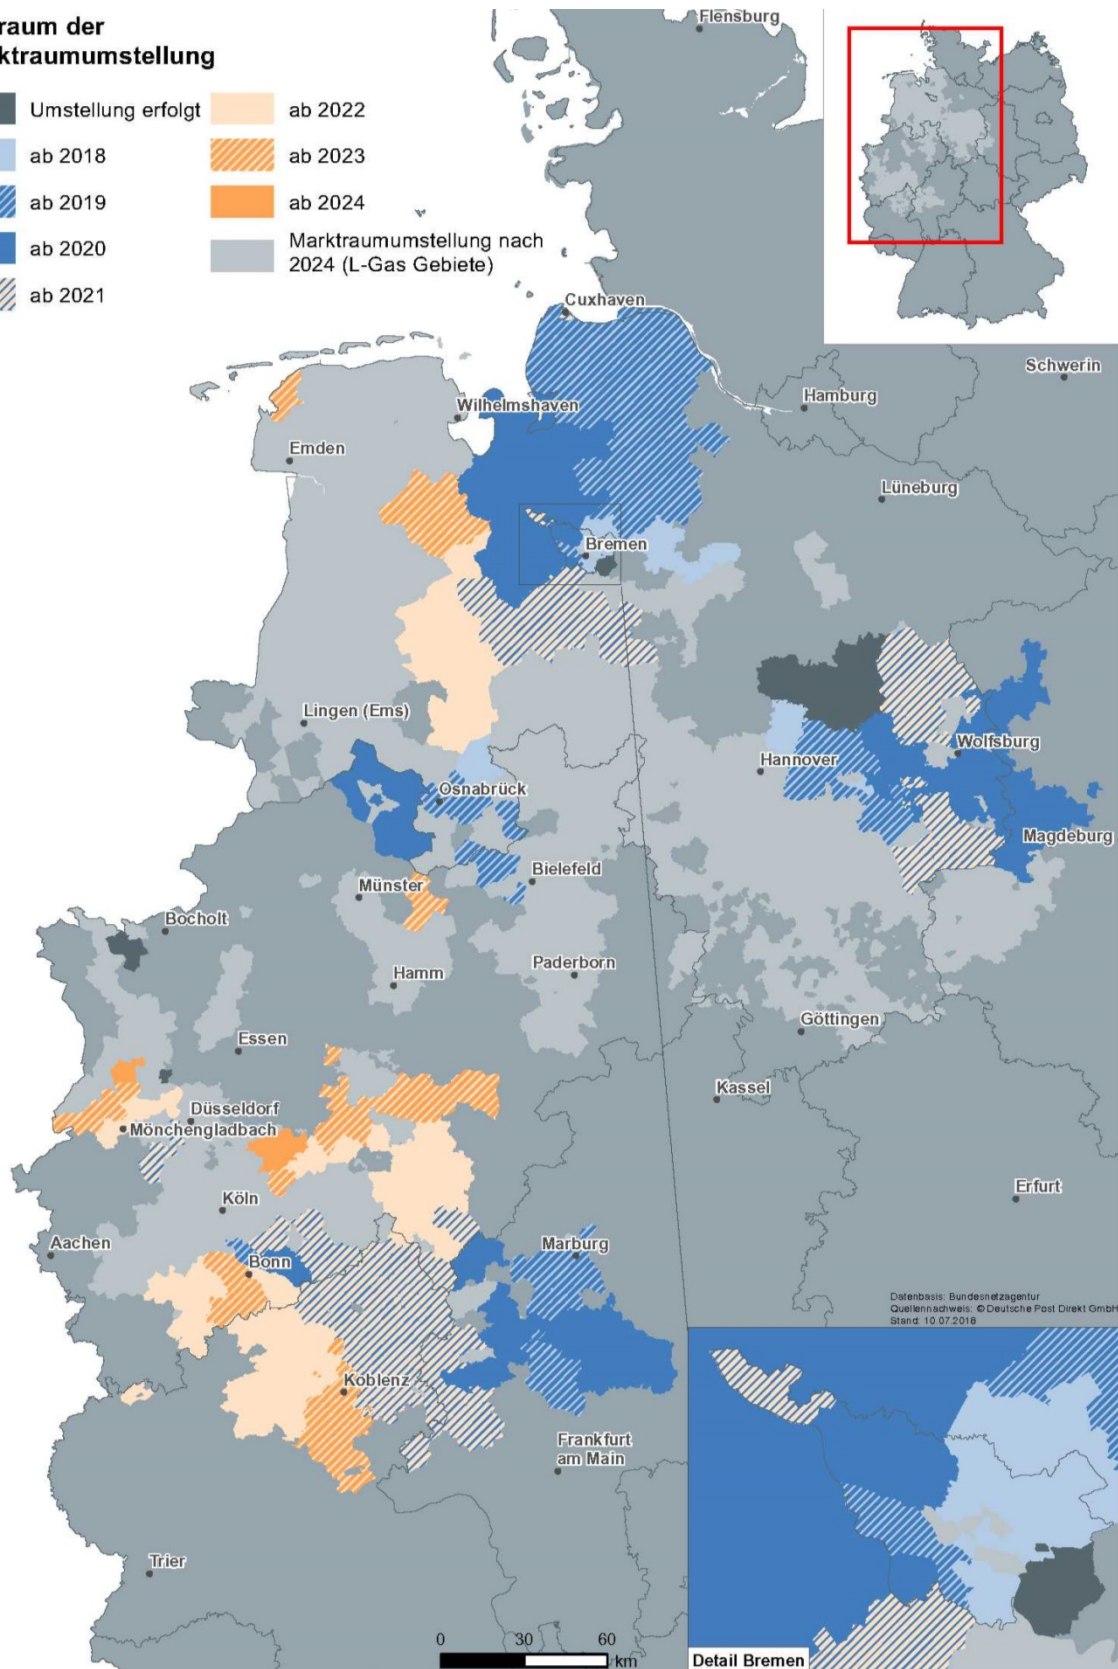 raum der
ktraumumstellung
Umstellung erfolgt
ab 2018
ab 2019
ab 2020
ab 2021
ab 2022
ab 2023
ab 2024
Marktraumumstellung nach
2024 (L-Gas Gebiete)
Flensburg
Cuxhaven
Schwerin
Hamburg
Wilhelmshaven
Emden
Lüneburg
Bremen
Lingen (Ems)
Wolfsburg
Hannover
Osnabrück
Magdeburg
Bielefeld
Münster
Bocholt
Paderborn
Hamm
Göttingen
Essen
Kassel
Düsseldorf
Mönchengladbach
Erfurt
Köln
Aachen
Marburg
Bonn
Datenbasis: Bundesnetzagentur
Quellennachweis: © Deutsche Post Direkt GmbH
Stand: 10.07.2018
Koblenz
Frankfurt
am Main
Trier
0 30 60
km
Detail Bremen